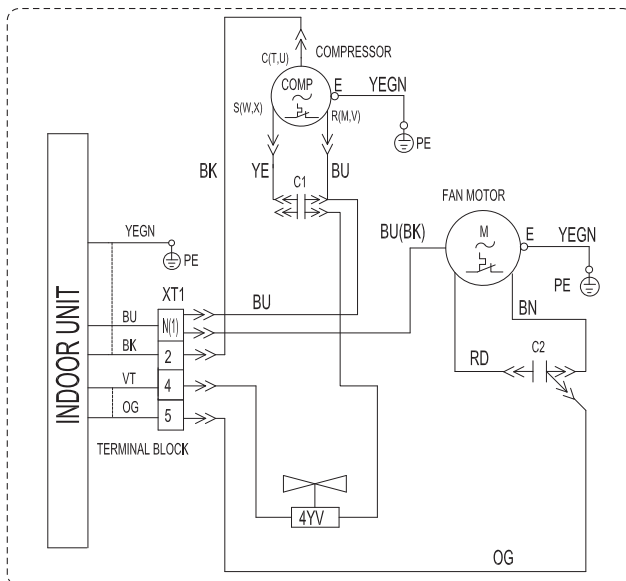 C(T,U)
COMPRESSOR
COMP
E
YEGN
S(W,X)
R(M,V)
PE
BK
YE
BU
C1
FAN MOTOR
BU(BK)
M
E
YEGN
YEGN
PE
PE
XT1
BU
BN
INDOOR UNIT
BU
N(1)
C2
BK
2
RD
VT
4
OG
5
TERMINAL BLOCK
4YV
OG